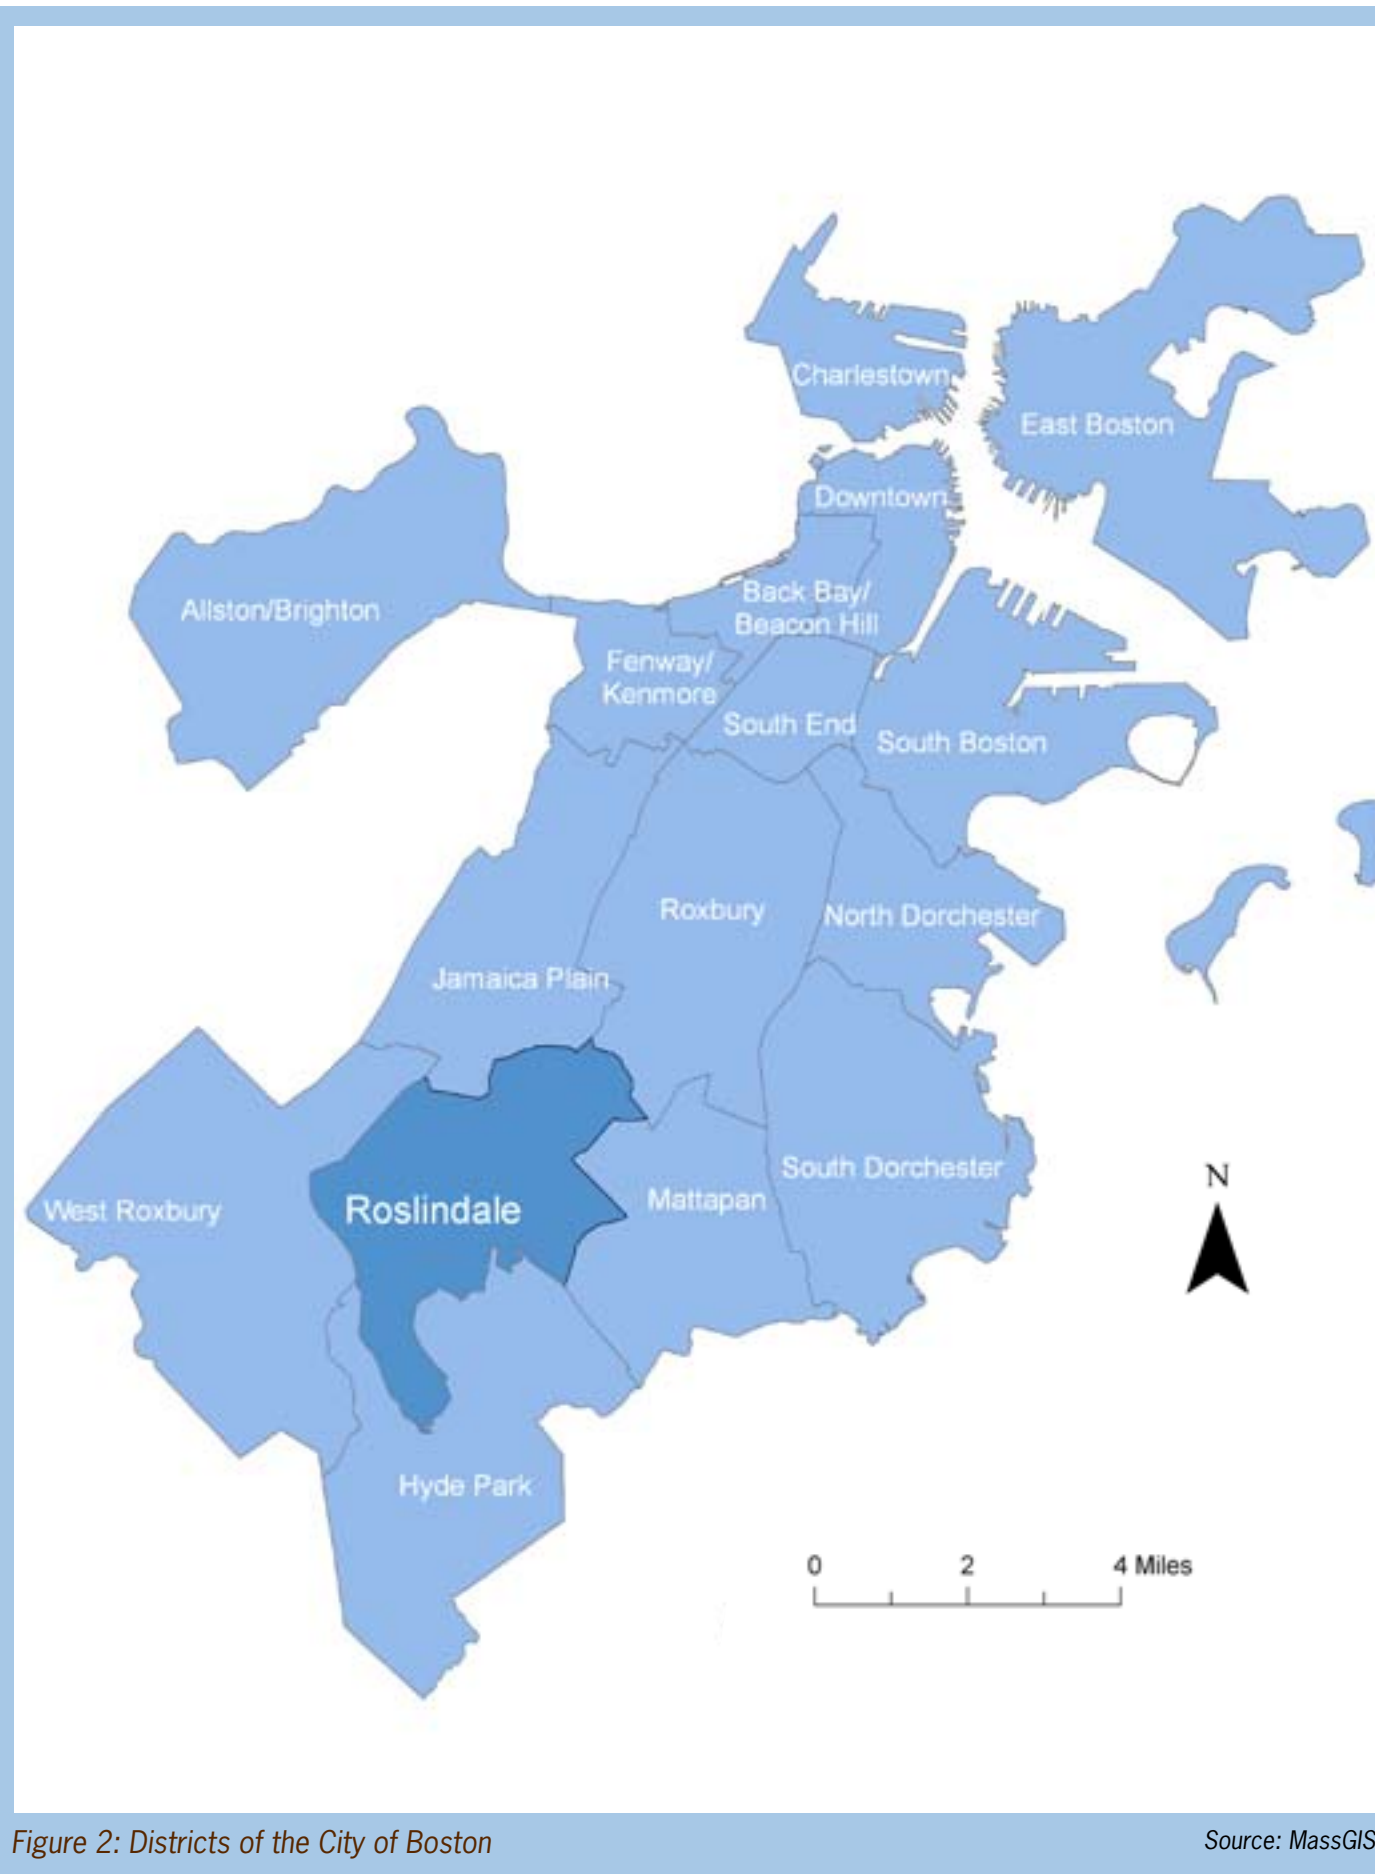 Charlestown
East Boston
Downtown
Allston/Brighton
Back Bay/
Beacon Hill
Fenway/
Kenmore
South End
South Boston
Roxbury
North Dorchester
Jamaica Plain
South Dorchester
N
West Roxbury
Roslindale
Mattapan
Hyde Park
0 2 4 Miles
Figure 2: Districts of the City of Boston
Source: MassGIS